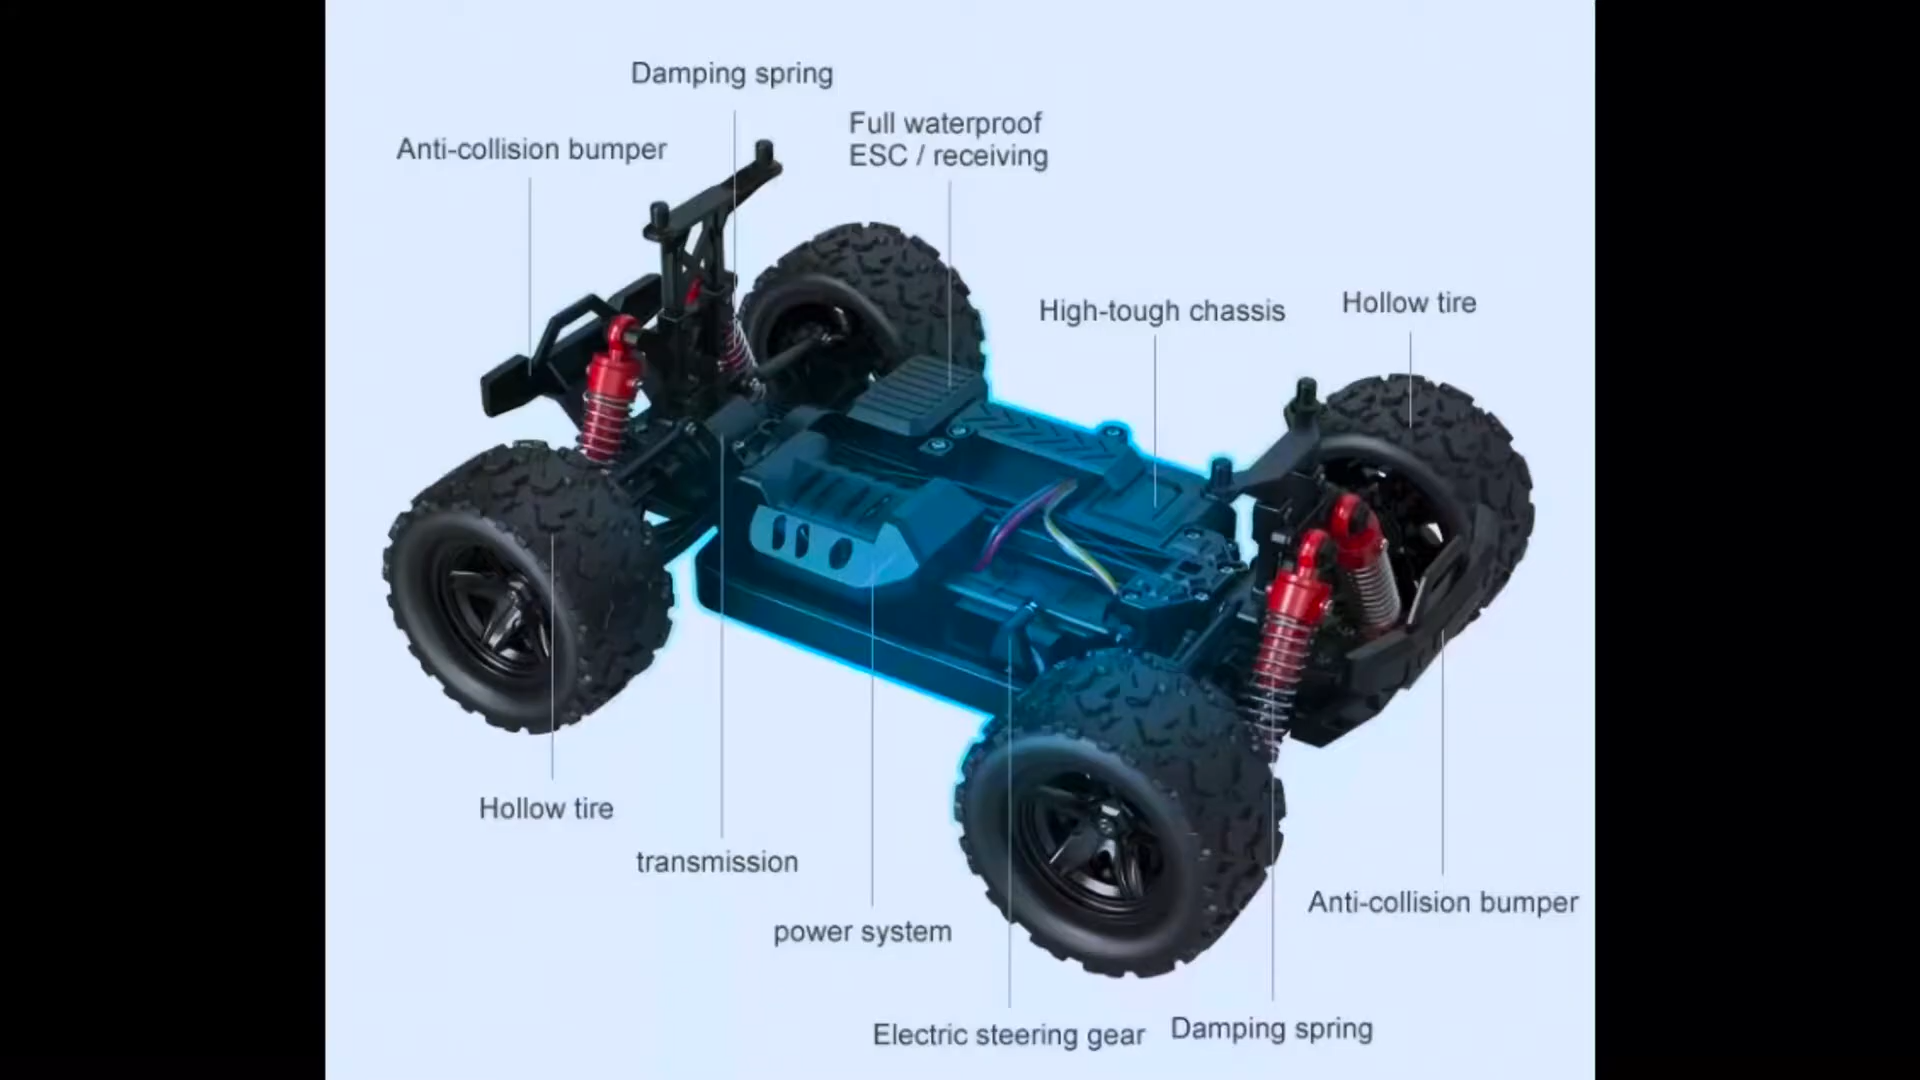 Damping spring
Full waterproof
ESC / receiving
Anti-collision bumper
High-tough chassis
Hollow tire
Hollow tire
transmission
power system
Anti-collision bumper
Electric steering gear
Damping spring